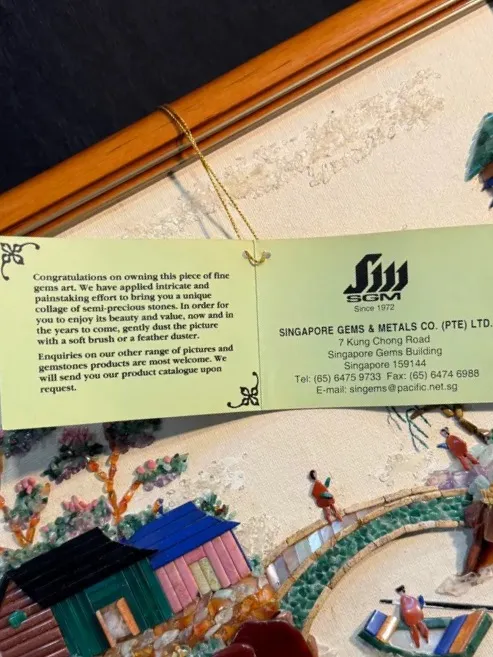 Congratulations on owning this piece of fine
gems art. We have applied intricate and
painstaking effort to bring you a unique
collage of semi-precious stones. In order for
you to enjoy its beauty and value, now and in
the years to come, gently dust the picture
with a soft brush or a feather duster.
Enquiries on our other range of pictures and
gemstones products are most welcome. We
will send you our product catalogue upon
request.
SGM
Since 1972
SINGAPORE GEMS & METALS CO. (PTE) LTD.
7 Kung Chong Road
Singapore Gems Building
Singapore 159144
Tel: (65) 6475 9733 Fax: (65) 6474 6988
E-mail: singems@pacific.net.sg